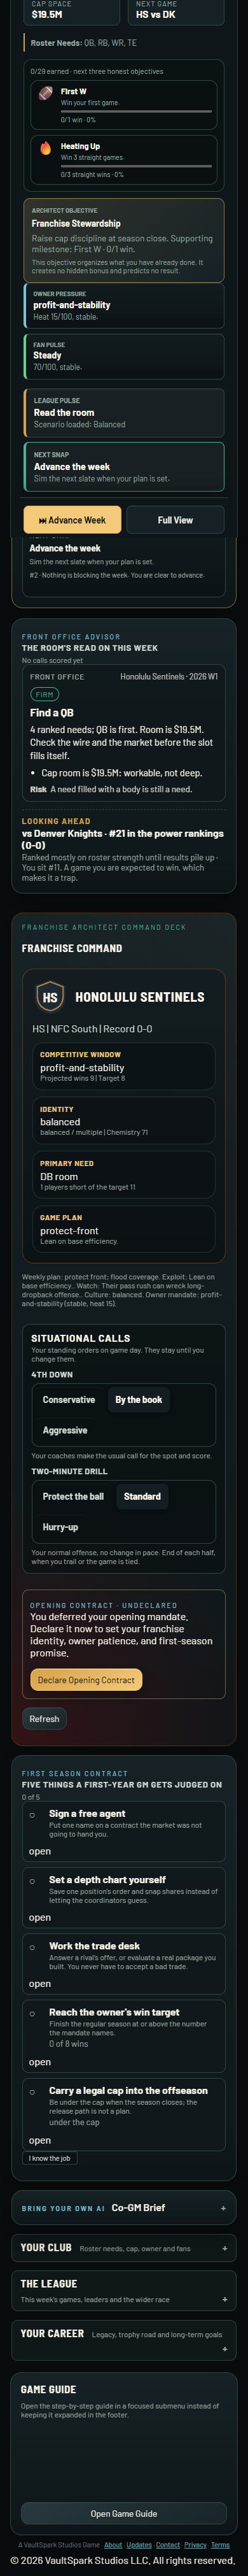 CAP SPACE
$19.5M
NEXT GAME
HS vs DK
Roster Needs: QB, RB, WR, TE
0/29 earned · next three honest objectives
First W
Win your first game.
0/1 win · 0%
Heating Up
Win 3 straight games.
0/3 straight wins · 0%
ARCHITECT OBJECTIVE
Franchise Stewardship
Raise cap discipline at season close. Supporting
milestone: First W · 0/1 win.
This objective organizes what you have already done. It
creates no hidden bonus and predicts no result.
OWNER PRESSURE
profit-and-stability
Heat 15/100, stable.
FAN PULSE
Steady
70/100, stable.
LEAGUE PULSE
Read the room
Scenario loaded: Balanced
NEXT SNAP
Advance the week
Sim the next slate when your plan is set.
⏭ Advance Week
Full View
Advance the week
Sim the next slate when your plan is set.
#2 · Nothing is blocking the week. You are clear to advance.
FRONT OFFICE ADVISOR
THE ROOM'S READ ON THIS WEEK
No calls scored yet
FRONT OFFICE
Honolulu Sentinels · 2026 W1
FIRM
Find a QB
4 ranked needs; QB is first. Room is $19.5M.
Check the wire and the market before the slot
fills itself.
• Cap room is $19.5M: workable, not deep.
Risk A need filled with a body is still a need.
LOOKING AHEAD
vs Denver Knights · #21 in the power rankings
(0-0)
Ranked mostly on roster strength until results pile up ·
You sit #11. A game you are expected to win, which
makes it a trap.
FRANCHISE ARCHITECT COMMAND DECK
FRANCHISE COMMAND
HS
HONOLULU SENTINELS
HS | NFC South | Record 0-0
COMPETITIVE WINDOW
profit-and-stability
Projected wins 9 | Target 8
IDENTITY
balanced
balanced / multiple | Chemistry 71
PRIMARY NEED
DB room
1 players short of the target 11
GAME PLAN
protect-front
Lean on base efficiency.
Weekly plan: protect front; flood coverage. Exploit: Lean on
base efficiency.. Watch: Their pass rush can wreck long-
dropback offense.. Culture: balanced. Owner mandate: profit-
and-stability (stable, heat 15).
SITUATIONAL CALLS
Your standing orders on game day. They stay until you
change them.
4TH DOWN
Conservative
By the book
Aggressive
Your coaches make the usual call for the spot and score.
TWO-MINUTE DRILL
Protect the ball
Standard
Hurry-up
Your normal offense, no change in pace. End of each half,
when you trail or the game is tied.
OPENING CONTRACT · UNDECLARED
You deferred your opening mandate.
Declare it now to set your franchise
identity, owner patience, and first-season
promise.
Declare Opening Contract
Refresh
FIRST SEASON CONTRACT
FIVE THINGS A FIRST-YEAR GM GETS JUDGED ON
0 of 5
Sign a free agent
Put one name on a contract the market was not
going to hand you.
open
Set a depth chart yourself
Save one position's order and snap shares instead of
letting the coordinators guess.
open
Work the trade desk
Answer a rival's offer, or evaluate a real package you
built. You never have to accept a bad trade.
open
Reach the owner's win target
Finish the regular season at or above the number
the mandate names.
0 of 8 wins
open
Carry a legal cap into the offseason
Be under the cap when the season closes; the
release path is not a plan.
under the cap
open
I know the job
BRING YOUR OWN AI Co-GM Brief +
YOUR CLUB Roster needs, cap, owner and fans +
THE LEAGUE
This week's games, leaders and the wider race +
YOUR CAREER Legacy, trophy road and long-term goals
+
GAME GUIDE
Open the step-by-step guide in a focused submenu instead of
keeping it expanded in the footer.
Open Game Guide
A VaultSpark Studios Game · About · Updates · Contact · Privacy · Terms
© 2026 VaultSpark Studios LLC. All rights reserved.